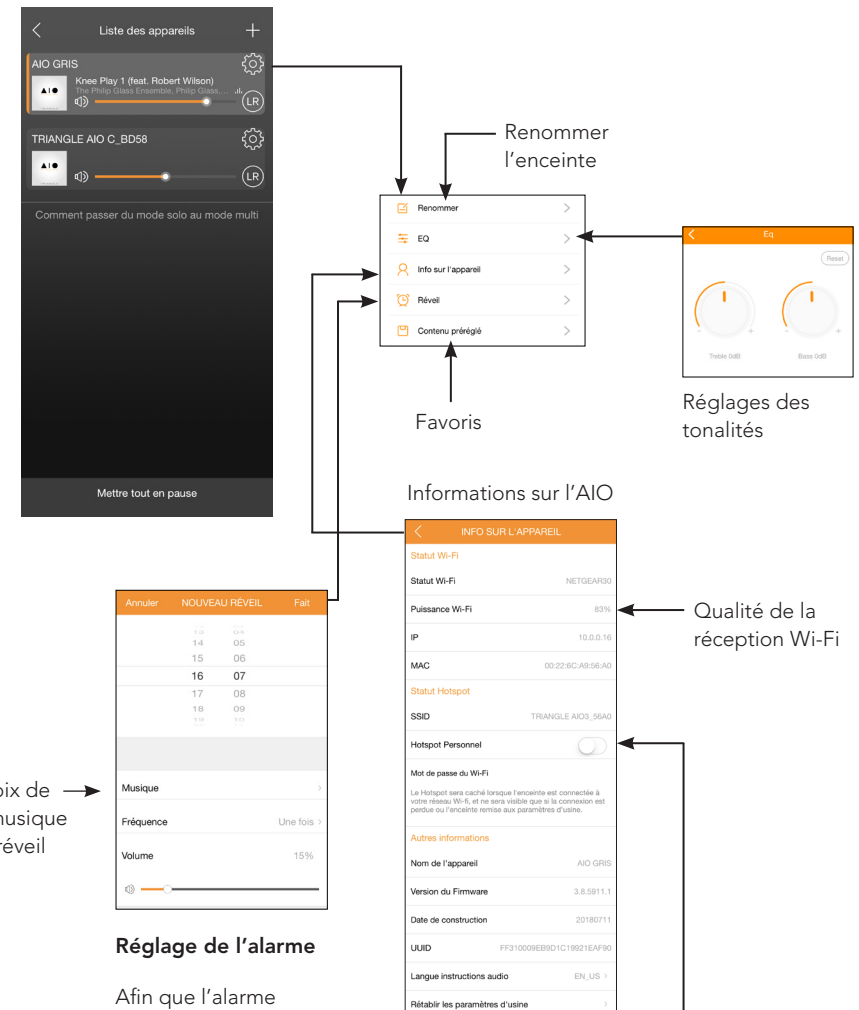 Liste des appareils
AIO GRIS
Knee Play 1 (feat. Robert Wilson)
The Philip Glass Ensemble, Philip Glass,...
LR
TRIANGLE AIO C_BD58
LR
Comment passer du mode solo au mode multi
Mettre tout en pause
Renommer
l’enceinte
Renommer
EQ
Info sur l'appareil
Réveil
Contenu préréglé
Favoris
Eq
Reset
Treble 0dB
Bass 0dB
Réglages des
tonalités
Informations sur l’AIO
INFO SUR L'APPAREIL
Statut Wi-Fi
Statut Wi-Fi NETGEAR30
Puissance Wi-Fi 83%
IP 10.0.0.16
MAC 00:22:6C:A9:56:A0
Statut Hotspot
SSID TRIANGLE AIO3_56A0
Hotspot Personnel
Mot de passe du Wi-Fi
Le Hotspot sera caché lorsque l'enceinte est connectée à
votre réseau Wi-fi, et ne sera visible que si la connexion est
perdue ou l'enceinte remise aux paramètres d'usine.
Autres informations
Nom de l'appareil AIO GRIS
Version du Firmware 3.8.5911.1
Date de construction 20180711
UUID FF310009EB9D1C19921EAF90
Langue instructions audio EN_US
Rétablir les paramètres d'usine
Qualité de la
réception Wi-Fi
Annuler NOUVEAU RÉVEIL Fait
13 04
14 05
15 06
16 07
17 08
18 09
19 10
Musique
Fréquence Une fois
Volume 15%
de
musique
réveil
Réglage de l’alarme
Afin que l’alarme